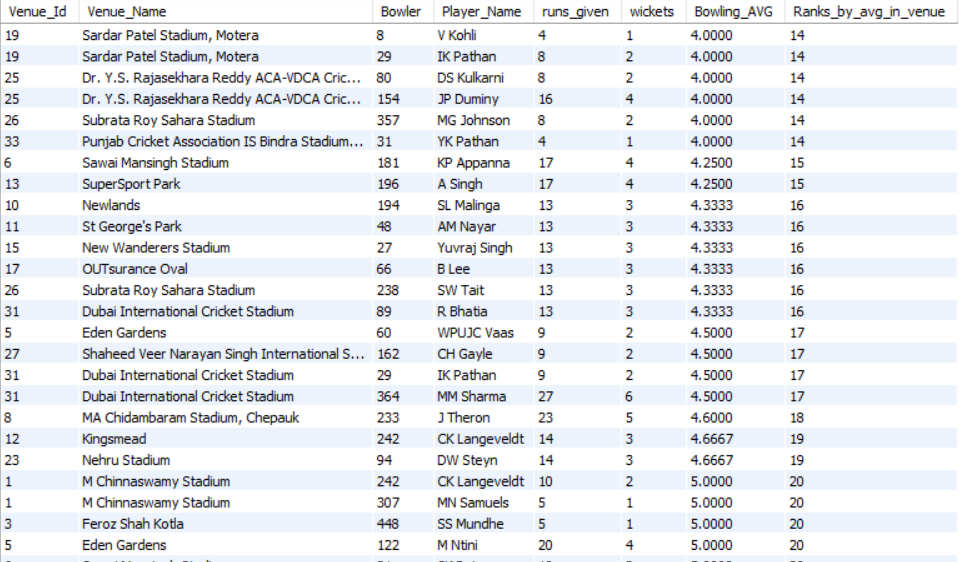 Venue_Id Venue_Name Bowler Player_Name runs_given wickets Bowling_AVG Ranks_by_avg_in_venue
19 Sardar Patel Stadium, Motera 8 V Kohli 4 1 4.0000 14
19 Sardar Patel Stadium, Motera 29 IK Pathan 8 2 4.0000 14
25 Dr. Y.S. Rajasekhara Reddy ACA-VDCA Cric... 80 DS Kulkarni 8 2 4.0000 14
25 Dr. Y.S. Rajasekhara Reddy ACA-VDCA Cric... 154 JP Duminy 16 4 4.0000 14
26 Subrata Roy Sahara Stadium 357 MG Johnson 8 2 4.0000 14
33 Punjab Cricket Association IS Bindra Stadium... 31 YK Pathan 4 1 4.0000 14
6 Sawai Mansingh Stadium 181 KP Appanna 17 4 4.2500 15
13 SuperSport Park 196 A Singh 17 4 4.2500 15
10 Newlands 194 SL Malinga 13 3 4.3333 16
11 St George's Park 48 AM Nayar 13 3 4.3333 16
15 New Wanderers Stadium 27 Yuvraj Singh 13 3 4.3333 16
17 OUTsurance Oval 66 B Lee 13 3 4.3333 16
26 Subrata Roy Sahara Stadium 238 SW Tait 13 3 4.3333 16
31 Dubai International Cricket Stadium 89 R Bhatia 13 3 4.3333 16
5 Eden Gardens 60 WPUJC Vaas 9 2 4.5000 17
27 Shaheed Veer Narayan Singh International S... 162 CH Gayle 9 2 4.5000 17
31 Dubai International Cricket Stadium 29 IK Pathan 9 2 4.5000 17
31 Dubai International Cricket Stadium 364 MM Sharma 27 6 4.5000 17
8 MA Chidambaram Stadium, Chepauk 233 J Theron 23 5 4.6000 18
12 Kingsmead 242 CK Langeveldt 14 3 4.6667 19
23 Nehru Stadium 94 DW Steyn 14 3 4.6667 19
1 M Chinnaswamy Stadium 242 CK Langeveldt 10 2 5.0000 20
1 M Chinnaswamy Stadium 307 MN Samuels 5 1 5.0000 20
3 Feroz Shah Kotla 448 SS Mundhe 5 1 5.0000 20
5 Eden Gardens 122 M Ntini 20 4 5.0000 20